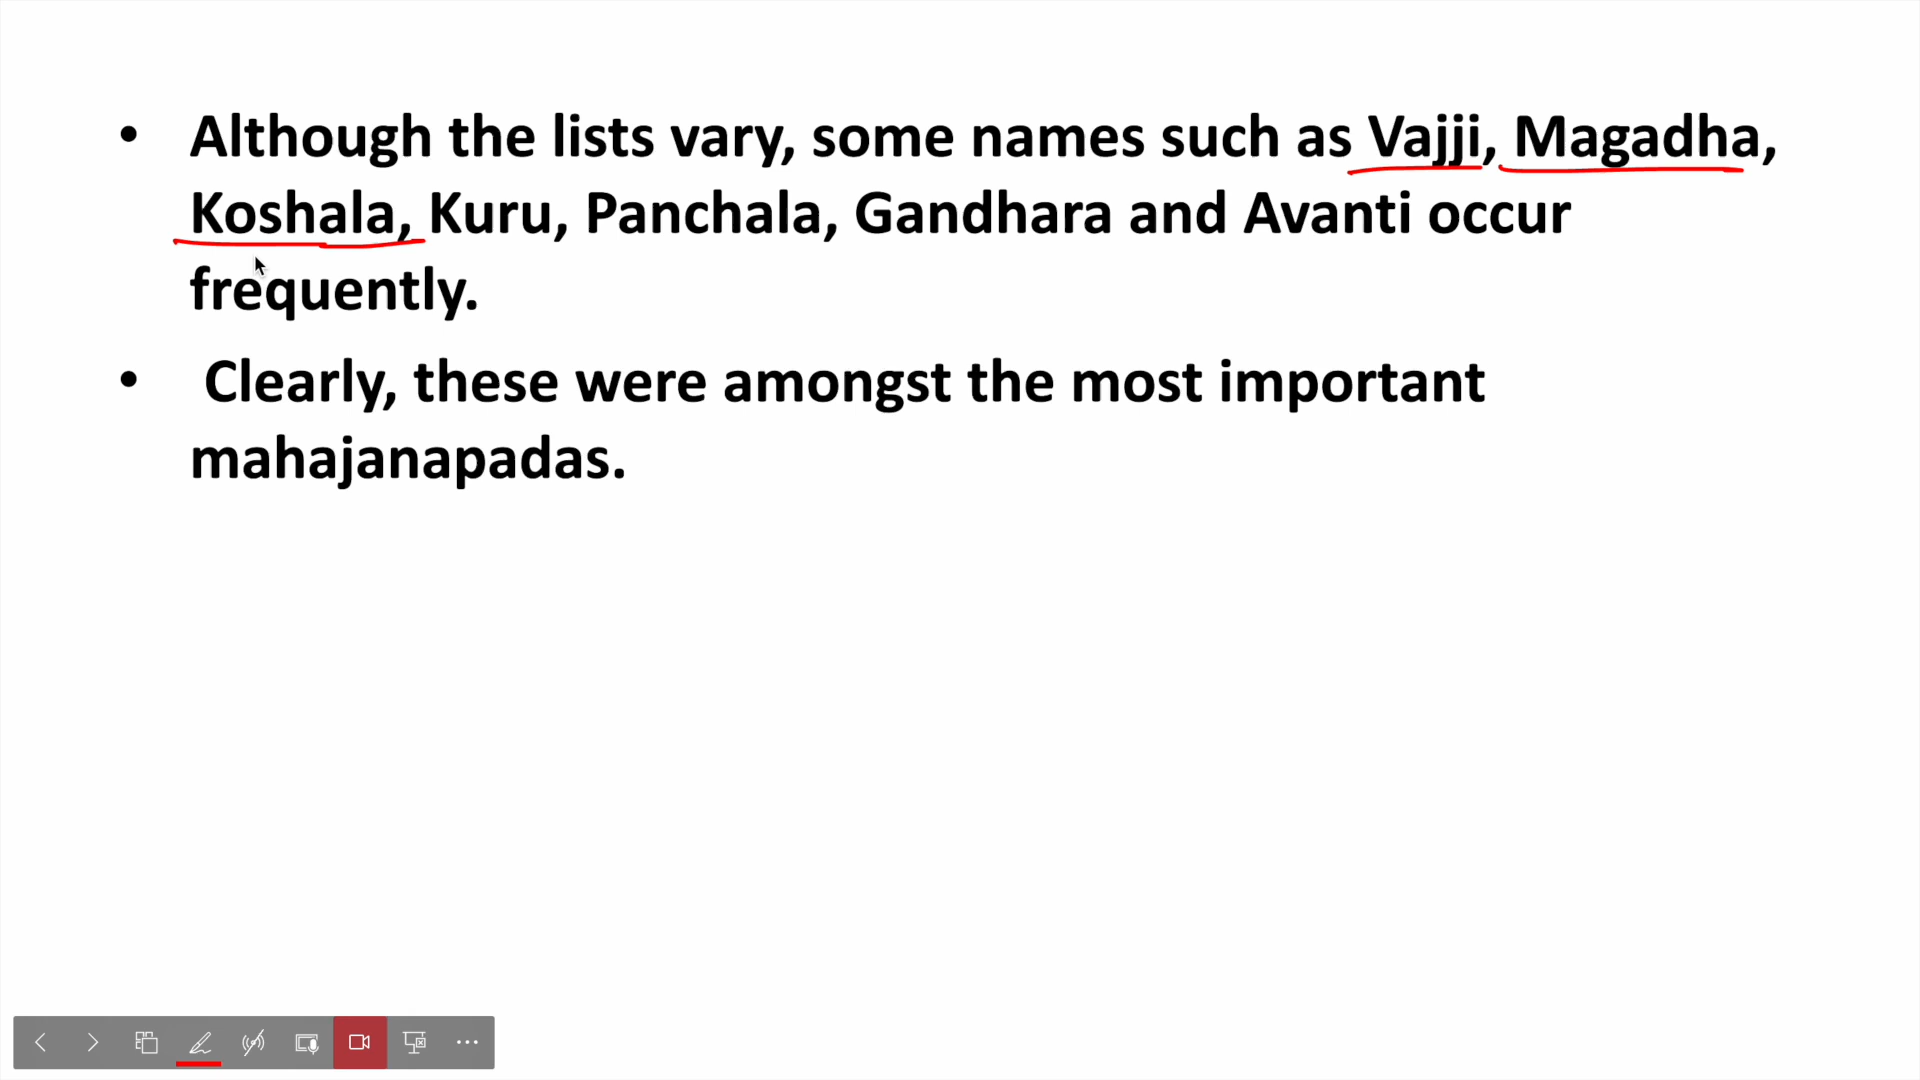 • Although the lists vary, some names such as Vajji, Magadha,
Koshala, Kuru, Panchala, Gandhara and Avanti occur
frequently.
• Clearly, these were amongst the most important
mahajanapadas.